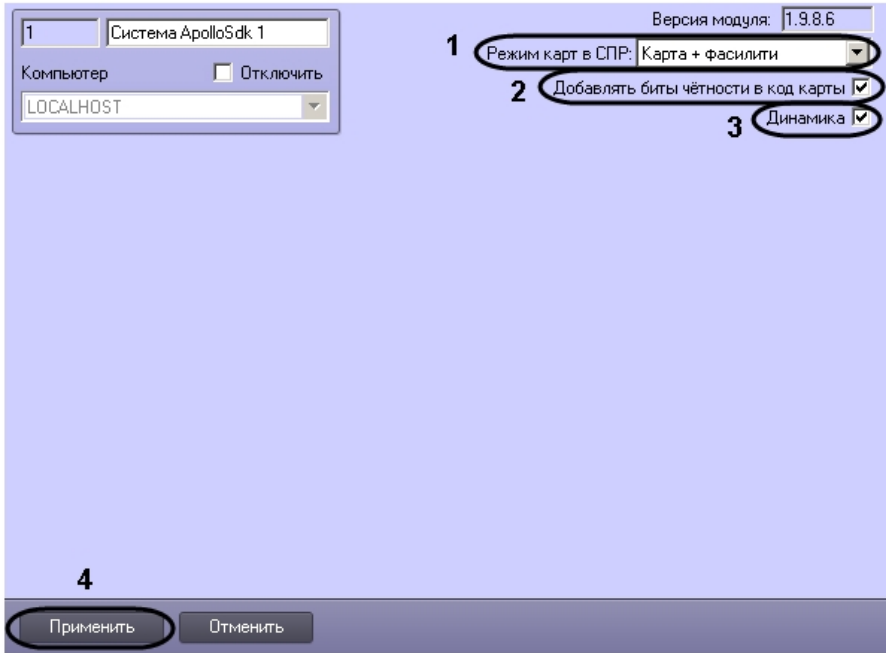 1 Система ApolloSdk 1
Компьютер Отключить
LOCALHOST
Версия модуля: 1.9.8.6
1 Режим карт в СПР: Карта + Фасилити
2 Добавлять биты чётности в код карты
3 Динамика
4
Применить Отменить